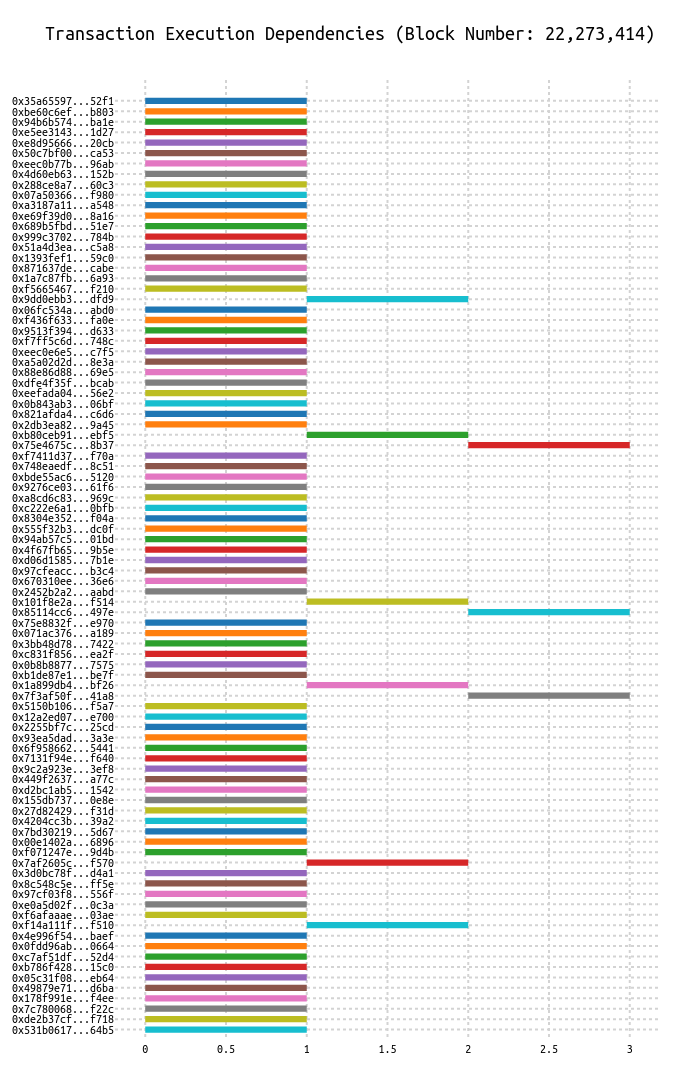 Transaction Execution Dependencies (Block Number: 22,273,414)
0x35a65597...52f1
0xbe60c6ef...b803
0x94b6b574...ba1e
0xe5ee3143...1d27
0xe8d95666...20cb
0x50c7bf00...ca53
0xeec0b77b...96ab
0x4d60eb63...152b
0x288ce8a7...60c3
0x07a50366...f980
0xa3187a11...a548
0xe69f39d0...8a16
0x689b5fbd...51e7
0x999c3702...784b
0x51a4d3ea...c5a8
0x1393fef1...59c0
0x871637de...cabe
0x1a7c87fb...6a93
0xf5665467...f210
0x9dd0ebb3...dfd9
0x06fc534a...abd0
0xf436f633...fa0e
0x9513f394...d633
0xf7ff5c6d...748c
0xeec0e6e5...c7f5
0xa5a02d2d...8e3a
0x88e86d88...69e5
0xdfe4f35f...bcab
0xeefada04...56e2
0x0b843ab3...06bf
0x821afda4...c6d6
0x2db3ea82...9a45
0xb80ceb91...ebf5
0x75e4675c...8b37
0xf7411d37...f70a
0x748eaedf...8c51
0xbde55ac6...5120
0x9276ce03...61f6
0xa8cd6c83...969c
0xc222e6a1...0bfb
0x8304e352...f04a
0x555f32b3...dc0f
0x94ab57c5...01bd
0x4f67fb65...9b5e
0xd06d1585...7b1e
0x97cfeacc...b3c4
0x670310ee...36e6
0x2452b2a2...aabd
0x101f8e2a...f514
0x85114cc6...497e
0x75e8832f...e970
0x071ac376...a189
0x3bb48d78...7422
0xc831f856...ea2f
0x0b8b8877...7575
0xb1de87e1...be7f
0x1a899db4...bf26
0x7f3af50f...41a8
0x5150b106...f5a7
0x12a2ed07...e700
0x2255bf7c...25cd
0x93ea5dad...3a3e
0x6f958662...5441
0x7131f94e...f640
0x9c2a923e...3ef8
0x449f2637...a77c
0xd2bc1ab5...1542
0x155db737...0e8e
0x27d82429...f31d
0x4204cc3b...39a2
0x7bd30219...5d67
0x00e1402a...6896
0xf071247e...9d4b
0x7af2605c...f570
0x3d0bc78f...d4a1
0x8c548c5e...ff5e
0x97cf03f8...556f
0xe0a5d02f...0c3a
0xf6afaaae...03ae
0xf14a111f...f510
0x4e996f54...baef
0x0fdd96ab...0664
0xc7af51df...52d4
0xb786f428...15c0
0x05c31f08...eb64
0x49879e71...d6ba
0x178f991e...f4ee
0x7c780068...f22c
0xde2b37cf...f718
0x531b0617...64b5
0 0.5 1 1.5 2 2.5 3